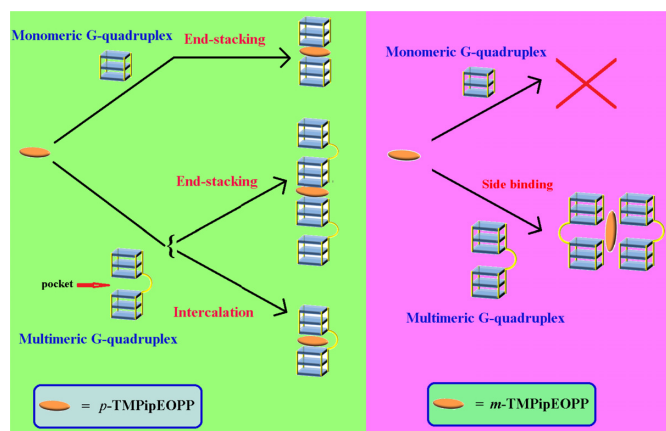 Monomeric G-quadruplex
End-stacking
End-stacking
{
pocket
Intercalation
Multimeric G-quadruplex
= p-TMPipEOPP
Monomeric G-quadruplex
Side binding
Multimeric G-quadruplex
= m-TMPipEOPP